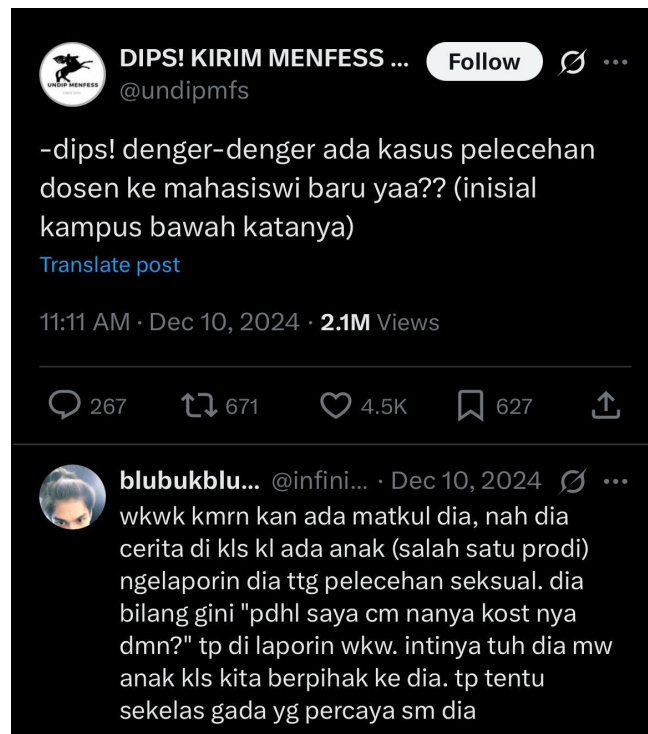 DIPS! KIRIM MENFESS ...
Follow
UNDIP MENFESS
@undipmfs
-dips! denger-denger ada kasus pelecehan
dosen ke mahasiswi baru yaa?? (inisial
kampus bawah katanya)
Translate post
11:11 AM · Dec 10, 2024 · 2.1M Views
267 671 4.5K 627
blubukblu... @infini... · Dec 10, 2024
wkwk kmrn kan ada matkul dia, nah dia
cerita di kls kl ada anak (salah satu prodi)
ngelaporin dia ttg pelecehan seksual. dia
bilang gini "pdhl saya cm nanya kost nya
dmn?" tp di laporin wkw. intinya tuh dia mw
anak kls kita berpihak ke dia. tp tentu
sekelas gada yg percaya sm dia